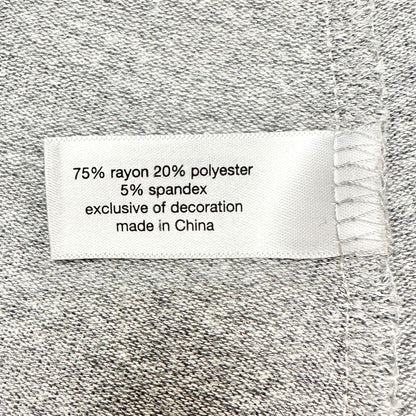 75% rayon 20% polyester
5% spandex
exclusive of decoration
made in China